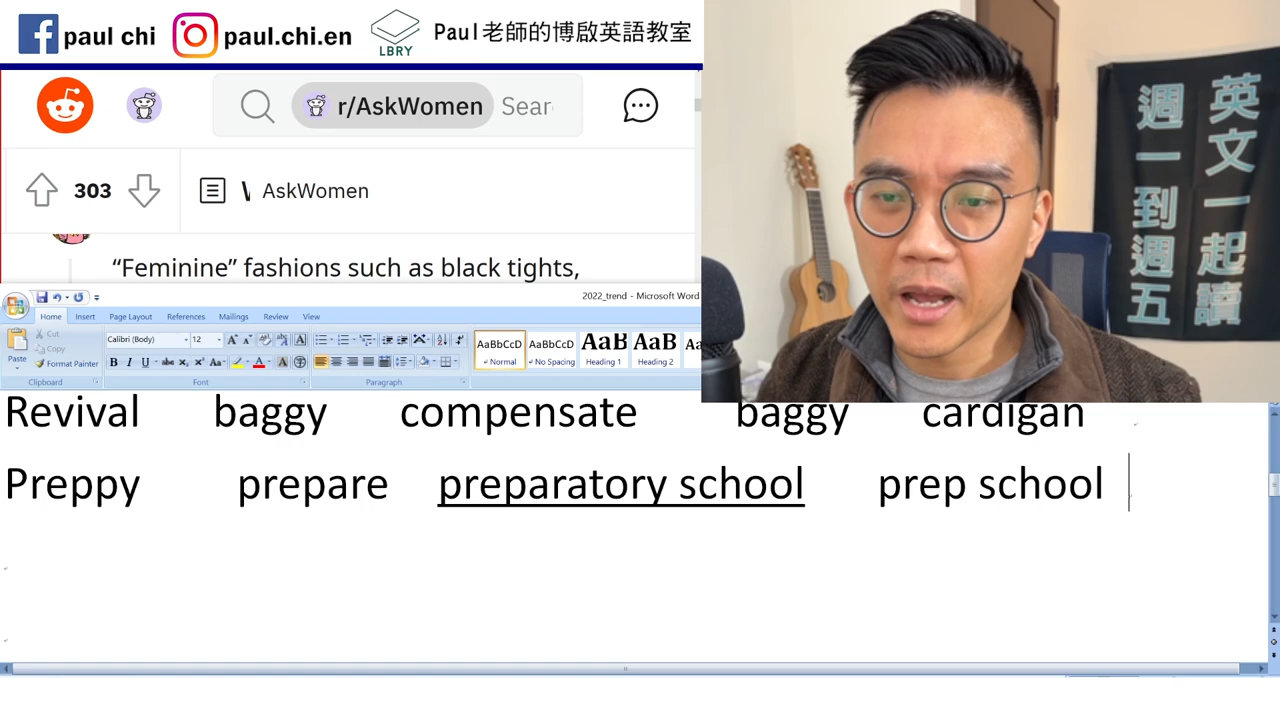 paul chi
paul.chi.en
LBRY
Paul老師的博啟英語教室
r/AskWomen Sear
303
AskWomen
“Feminine” fashions such as black tights,
2022_trend - Microsoft Word
Home Insert Page Layout References Mailings Review View
Paste
Cut
Copy
Format Painter
Clipboard
Calibri (Body) 12
Font
Paragraph
AaBbCcD AaBbCcD AaBb AaB
Normal No Spacing Heading 1 Heading 2
Revival baggy compensate baggy cardigan
Preppy prepare preparatory school prep school
英文一起讀
週一到週五